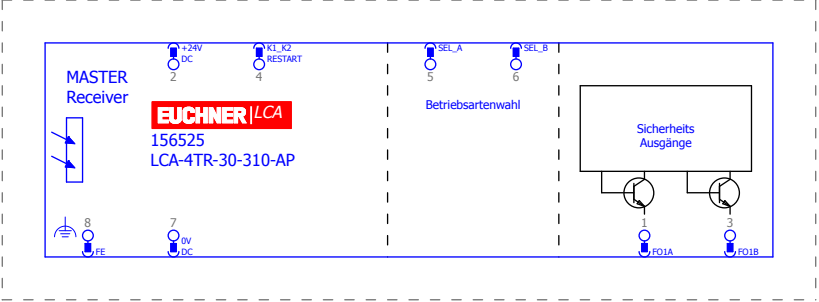 +24V
DC
2
K1_K2
RESTART
4
SEL_A
5
SEL_B
6
MASTER
Receiver
EUCHNER LCA
156525
LCA-4TR-30-310-AP
Betriebsartenwahl
Sicherheits
Ausgänge
8
FE
7
0V
DC
1
FO1A
3
FO1B